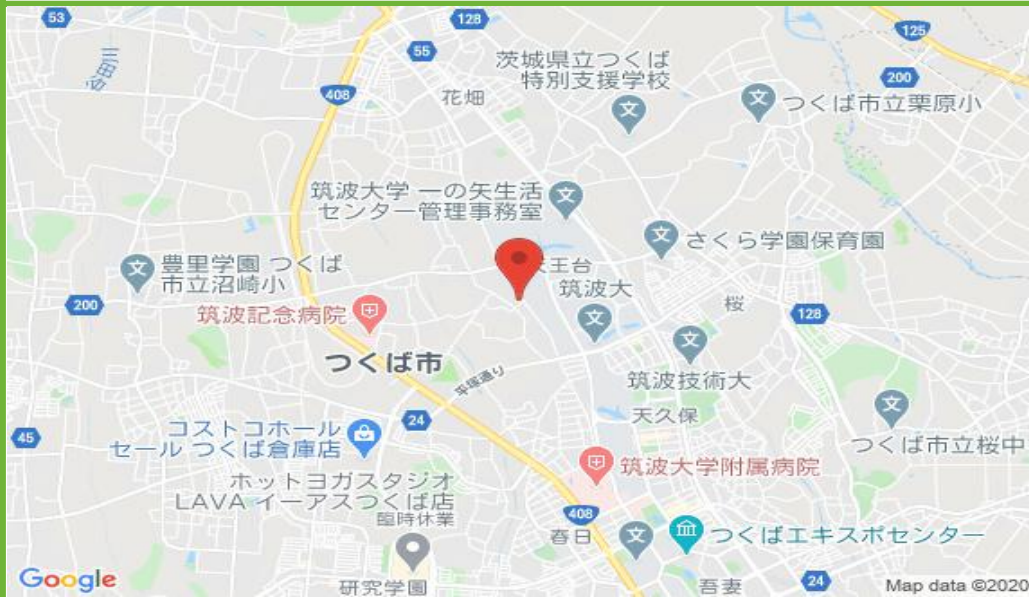 53
128
125
55
茨城県立つくば
特別支援学校
200
408
花畑
つくば市立栗原小
筑波大学 一の矢生活
センター管理事務室
さくら学園保育園
豊里学園 つくば
市立沼崎小
王台
筑波大
200
筑波記念病院
桜
128
つくば市
平塚通り
筑波技術大
天久保
24
コストコホール
セール つくば倉庫店
45
つくば市立桜中
ホットヨガスタジオ
LAVA イーアスつくば店
臨時休業
筑波大学附属病院
408
春日
つくばエキスポセンター
研究学園
吾妻
24
Google
Map data ©2020